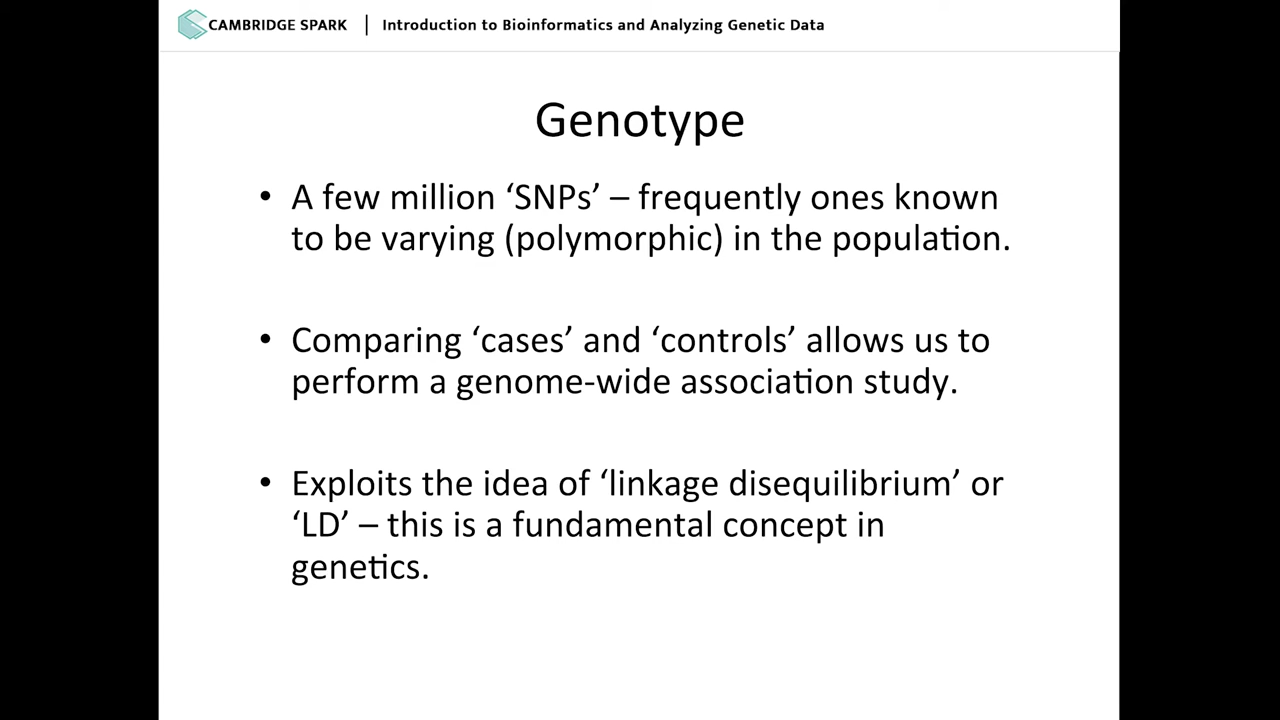 CAMBRIDGE SPARK | Introduction to Bioinformatics and Analyzing Genetic Data
Genotype
• A few million ‘SNPs’ – frequently ones known
to be varying (polymorphic) in the population.
• Comparing ‘cases’ and ‘controls’ allows us to
perform a genome-wide association study.
• Exploits the idea of ‘linkage disequilibrium’ or
‘LD’ – this is a fundamental concept in
genetics.